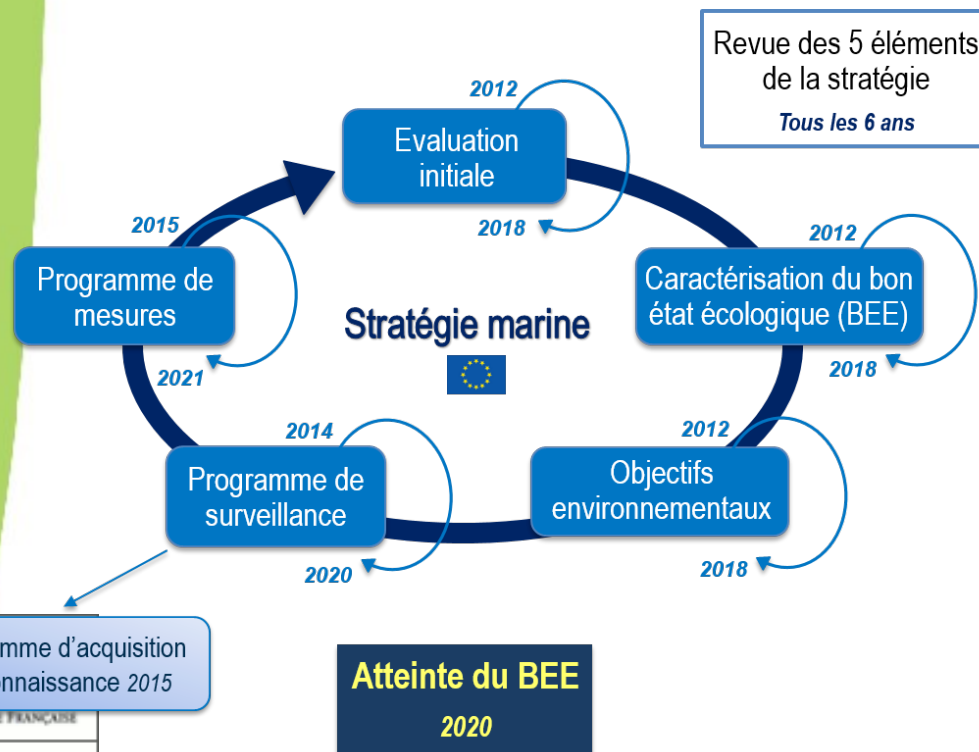 Revue des 5 éléments
de la stratégie
Tous les 6 ans
2012
Evaluation
initiale
2018
2012
Caractérisation du bon
état écologique (BEE)
2018
2012
Objectifs
environnementaux
2018
2014
Programme de
surveillance
2020
2015
Programme de
mesures
2021
Stratégie marine
mme d'acquisition
onnaissance 2015
FRANÇAISE
Atteinte du BEE
2020